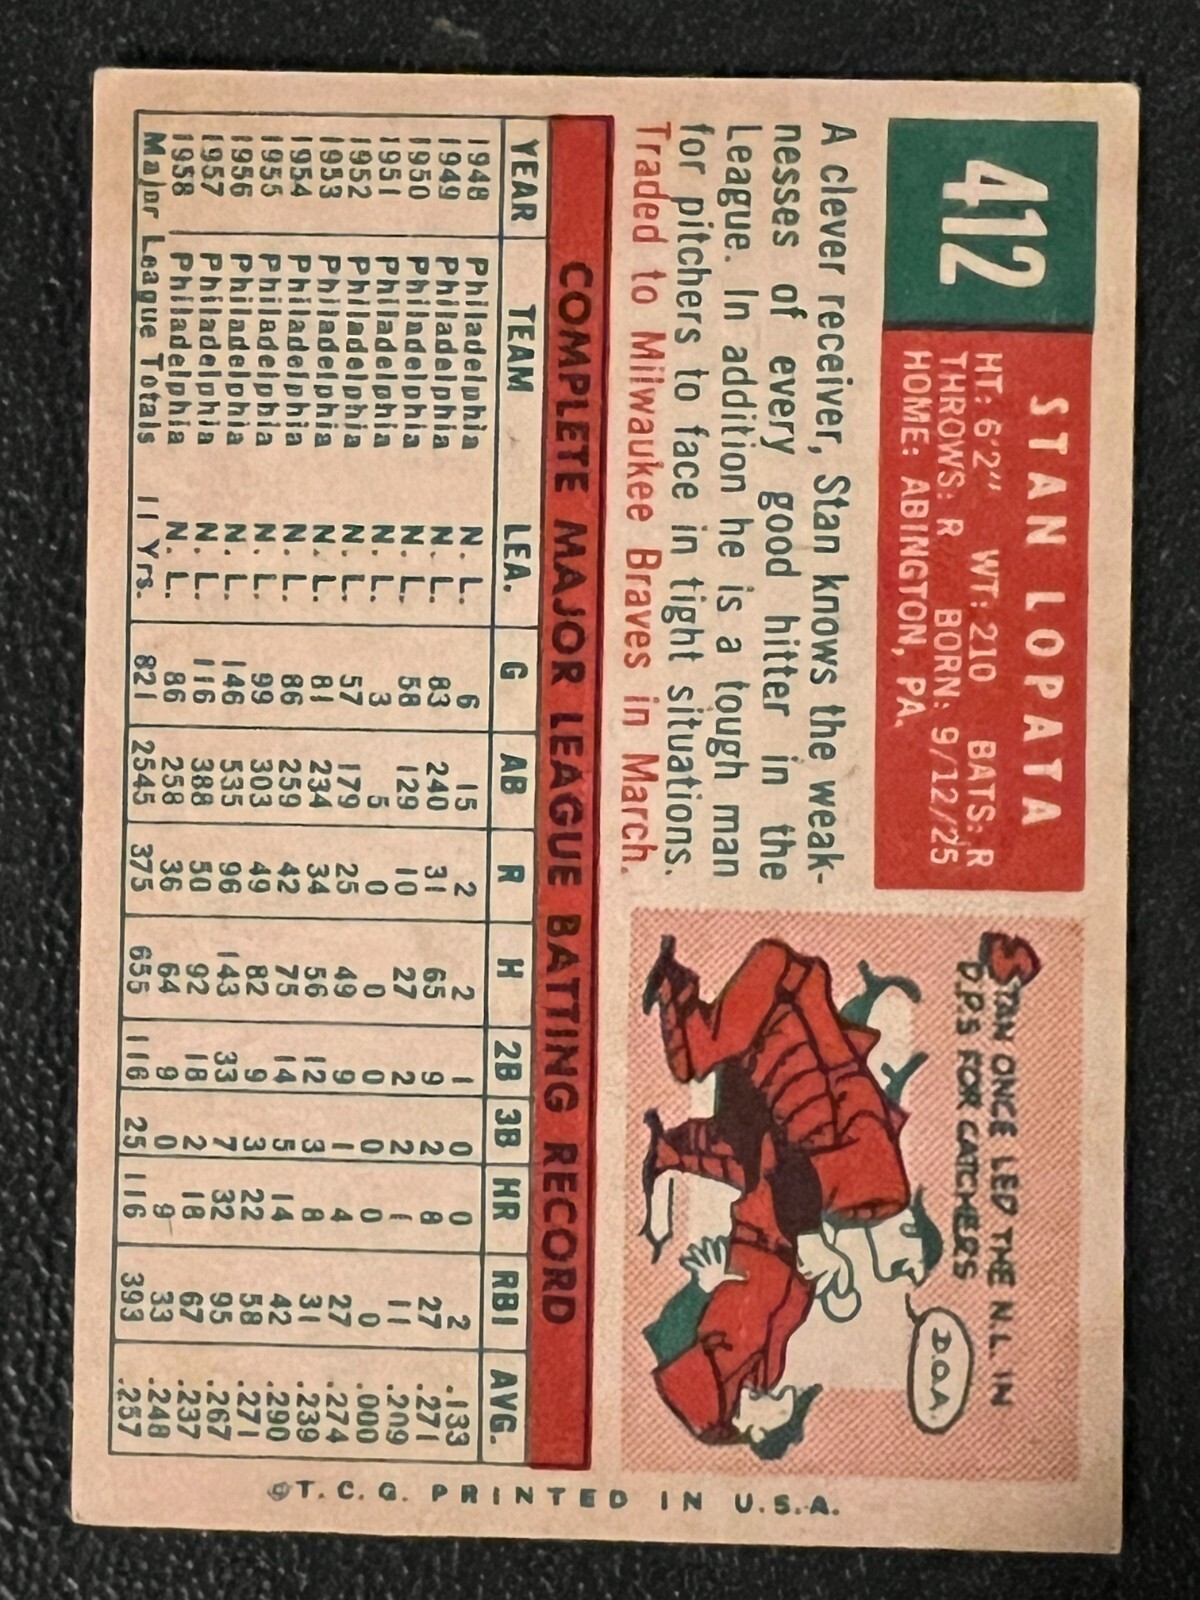 412
STAN LOPATA
HT: 6'2" WT: 210 BATS: R
THROWS: R BORN: 9/12/25
HOME: ABINGTON, PA.
A clever receiver, Stan knows the weak-
nesses of every good hitter in the
League. In addition he is a tough man
for pitchers to face in tight situations.
Traded to Milwaukee Braves in March.
STAN ONCE LED THE N.L. IN
D.P.S FOR CATCHERS
D.O.A.
COMPLETE MAJOR LEAGUE BATTING RECORD
YEAR TEAM LEA. G AB R H 2B 3B HR RBI AVG.
1948 Philadelphia N. L. 6 15 2 2 1 0 0 2 .133
1949 Philadelphia N. L. 83 240 31 65 9 2 8 27 .271
1950 Philadelphia N. L. 58 129 10 27 2 2 1 11 .209
1951 Philadelphia N. L. 3 5 0 0 0 0 0 0 .000
1952 Philadelphia N. L. 57 179 25 49 9 1 4 27 .274
1953 Philadelphia N. L. 81 234 34 56 12 3 8 31 .239
1954 Philadelphia N. L. 86 259 42 75 14 5 14 42 .290
1955 Philadelphia N. L. 99 303 49 82 9 3 22 58 .271
1956 Philadelphia N. L. 146 535 96 143 33 7 32 95 .267
1957 Philadelphia N. L. 116 388 50 92 18 2 18 67 .237
1958 Philadelphia N. L. 86 258 36 64 9 0 9 33 .248
Major League Totals 11 Yrs. 821 2545 375 655 116 25 116 393 .257
©T. C. G. PRINTED IN U.S.A.